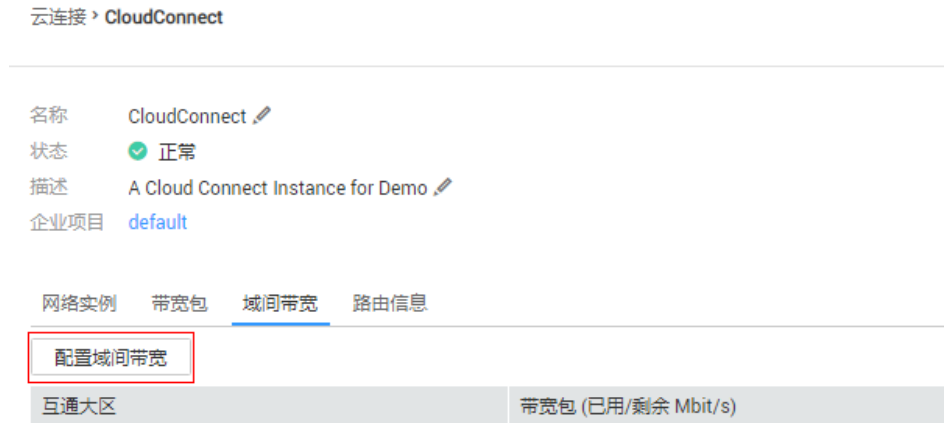 云连接 › CloudConnect
名称 CloudConnect
状态 正常
描述 A Cloud Connect Instance for Demo
企业项目 default
网络实例 带宽包 域间带宽 路由信息
配置域间带宽
互通大区 带宽包 (已用/剩余 Mbit/s)